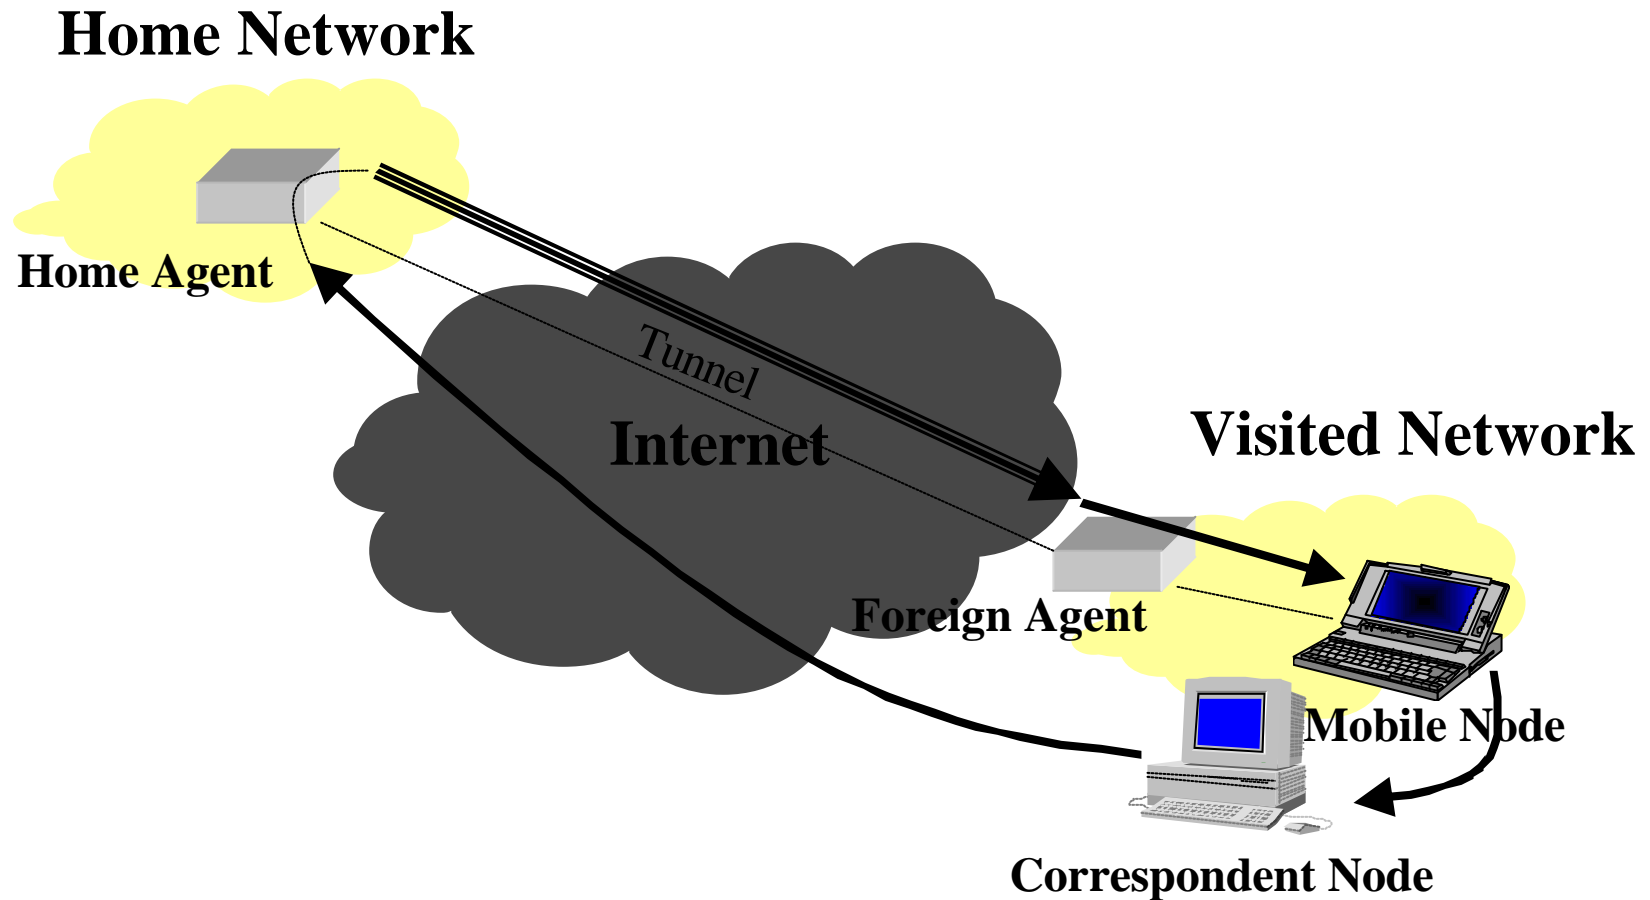 Home Network
Home Agent
Tunnel
Internet
Visited Network
Foreign Agent
Mobile Node
Correspondent Node